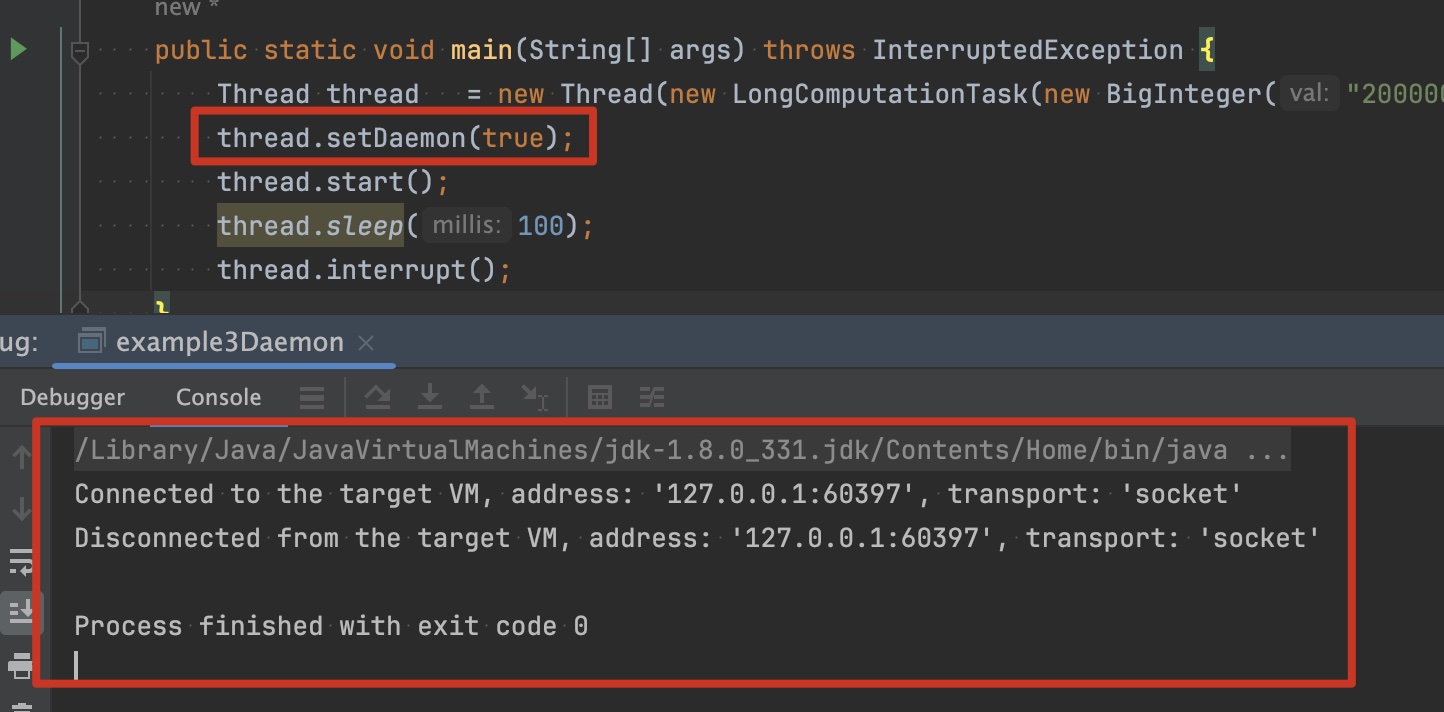 new *
public static void main(String[] args) throws InterruptedException {
Thread thread = new Thread(new LongComputationTask(new BigInteger( val: "200000
thread.setDaemon(true);
thread.start();
thread.sleep( millis: 100);
thread.interrupt();
}
ug: example3Daemon ×
Debugger Console
/Library/Java/JavaVirtualMachines/jdk-1.8.0_331.jdk/Contents/Home/bin/java ...
Connected to the target VM, address: '127.0.0.1:60397', transport: 'socket'
Disconnected from the target VM, address: '127.0.0.1:60397', transport: 'socket'
Process finished with exit code 0